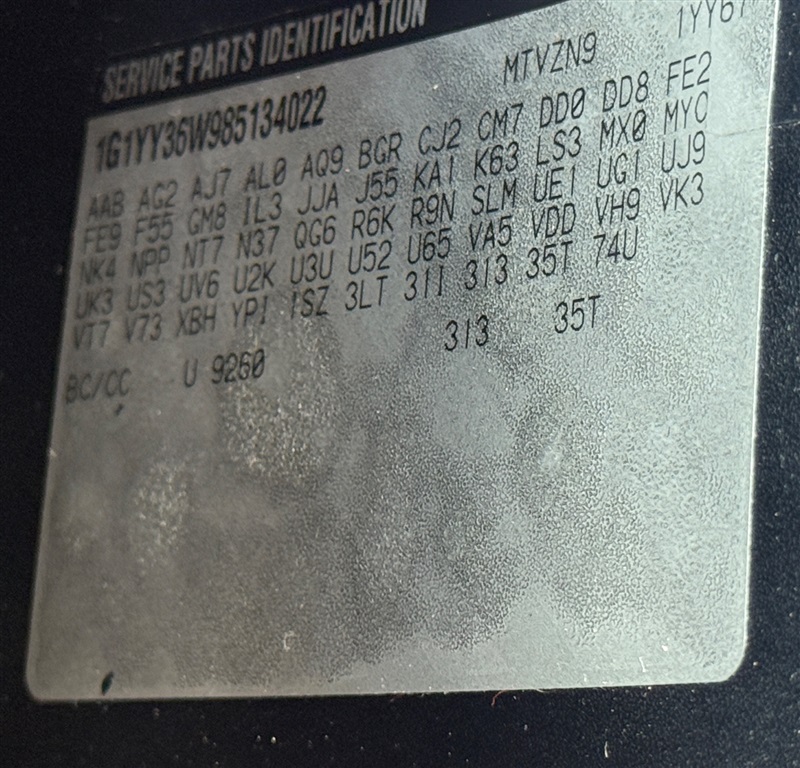 SERVICE PARTS IDENTIFICATION
1G1YY36W985134022 MTVZN9 1YY67
AAB AG2 AJ7 AL0 AQ9 BGR CJ2 CM7 DD0 DD8 FE2
FE9 F55 GM8 IL3 JJA J55 KA1 K63 LS3 MX0 MYC
NK4 NPP NT7 N37 QG6 R6K R9N SLM UE1 UG1 UJ9
UK3 US3 UV6 U2K U3U U52 U65 VA5 VDD VH9 VK3
VT7 V73 XBH YP1 1SZ 3LT 31I 313 35T 74U
313 35T
BC/CC U 9260